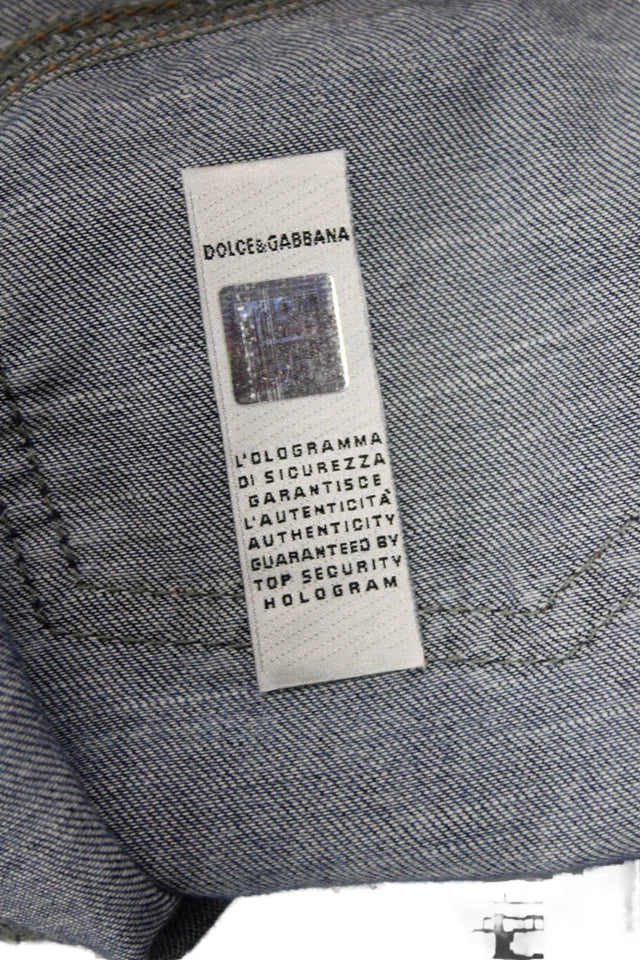 DOLCE&GABBANA
L'OLOGRAMMA
DI SICUREZZA
GARANTISCE
L'AUTENTICITÀ
AUTHENTICITY
GUARANTEED BY
TOP SECURITY
HOLOGRAM